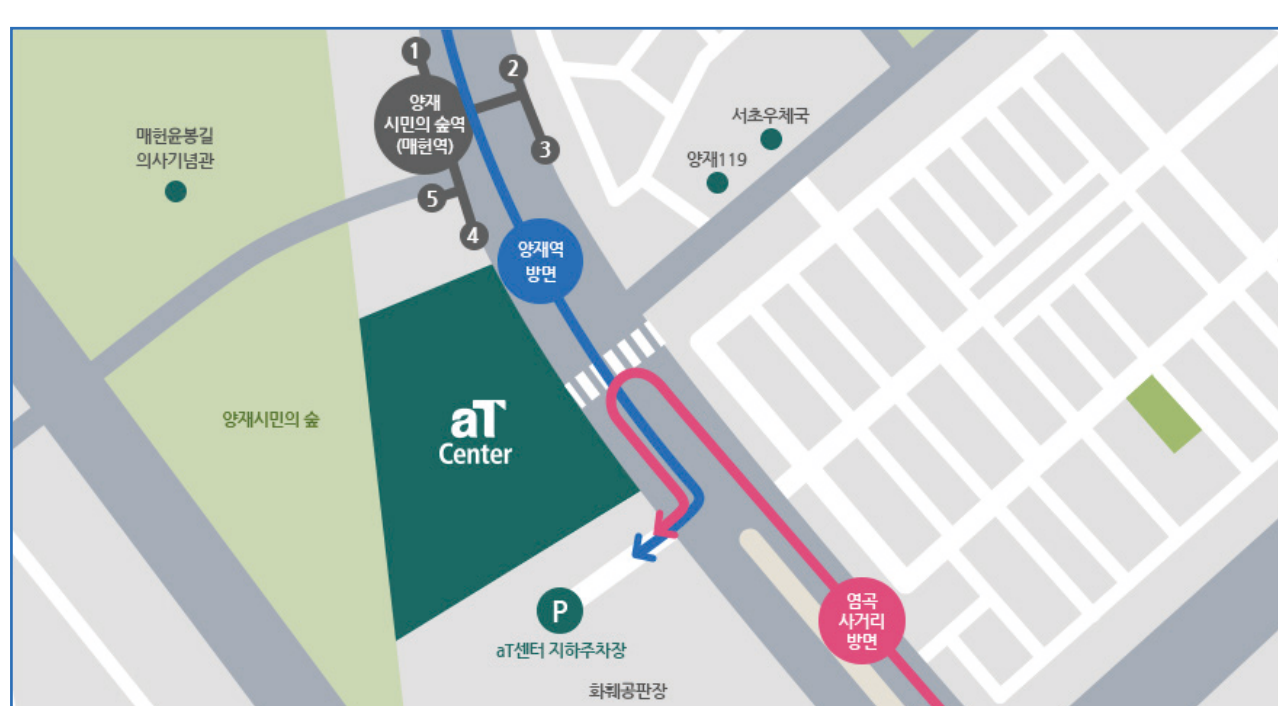 1
2
양재
시민의 숲역
(매헌역)
3
5
4
매헌윤봉길
의사기념관
서초우체국
양재119
양재역
방면
양재시민의 숲
aT
Center
P
aT센터 지하주차장
염곡
사거리
방면
화훼공판장